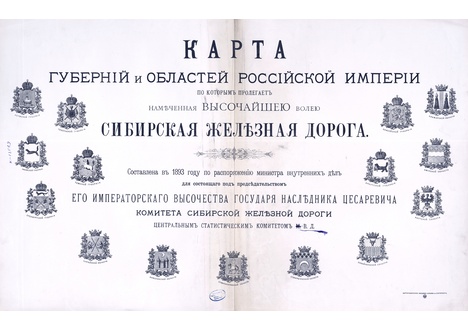 КАРТА
ГУБЕРНІЙ и ОБЛАСТЕЙ РОССІЙСКОЙ ИМПЕРІИ
ПО КОТОРЫМЪ ПРОЛЕГАЕТЪ
НАМѢЧЕННАЯ ВЫСОЧАЙШЕЮ ВОЛЕЮ
СИБИРСКАЯ ЖЕЛѢЗНАЯ ДОРОГА.
Составлена въ 1893 году по распоряженію министра внутреннихъ дѣлъ
для состоящаго подъ предсѣдательствомъ
ЕГО ИМПЕРАТОРСКАГО ВЫСОЧЕСТВА ГОСУДАРЯ НАСЛѢДНИКА ЦЕСАРЕВИЧА
КОМИТЕТА СИБИРСКОЙ ЖЕЛѢЗНОЙ ДОРОГИ
ЦЕНТРАЛЬНЫМЪ СТАТИСТИЧЕСКИМЪ КОМИТЕТОМЪ М. В. Д.